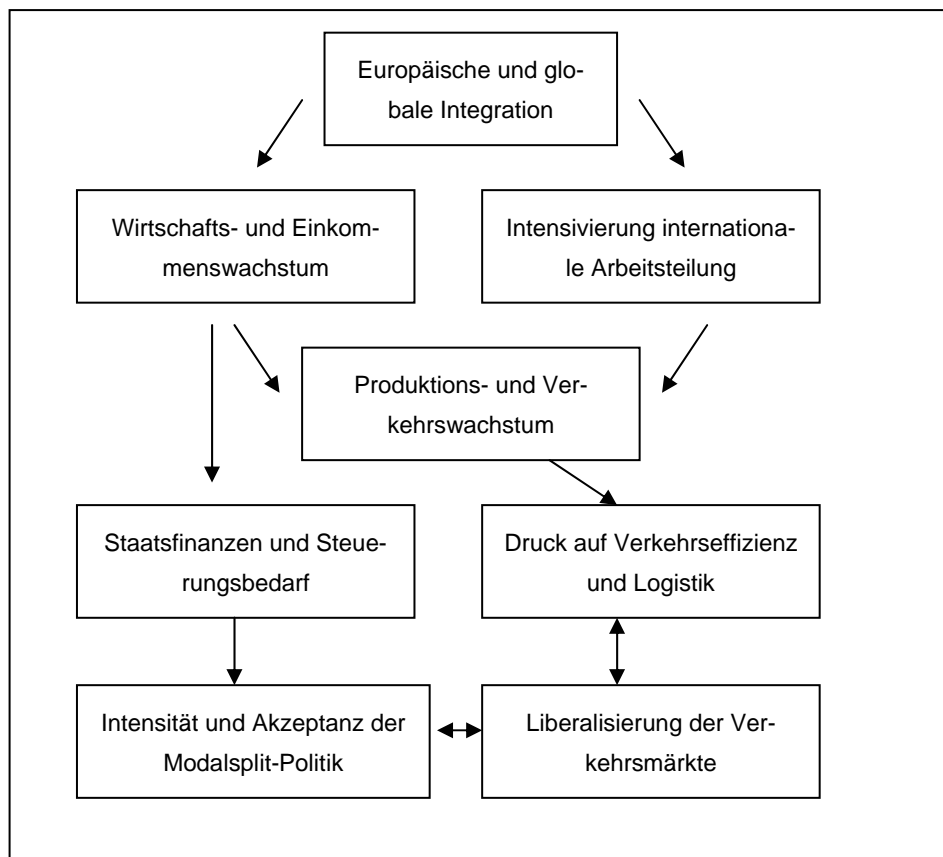 Europäische und glo-
bale Integration
Wirtschafts- und Einkom-
menswachstum
Intensivierung internationa-
le Arbeitsteilung
Produktions- und Ver-
kehrswachstum
Staatsfinanzen und Steue-
rungsbedarf
Druck auf Verkehrseffizienz
und Logistik
Intensität und Akzeptanz der
Modalsplit-Politik
Liberalisierung der Ver-
kehrsmärkte